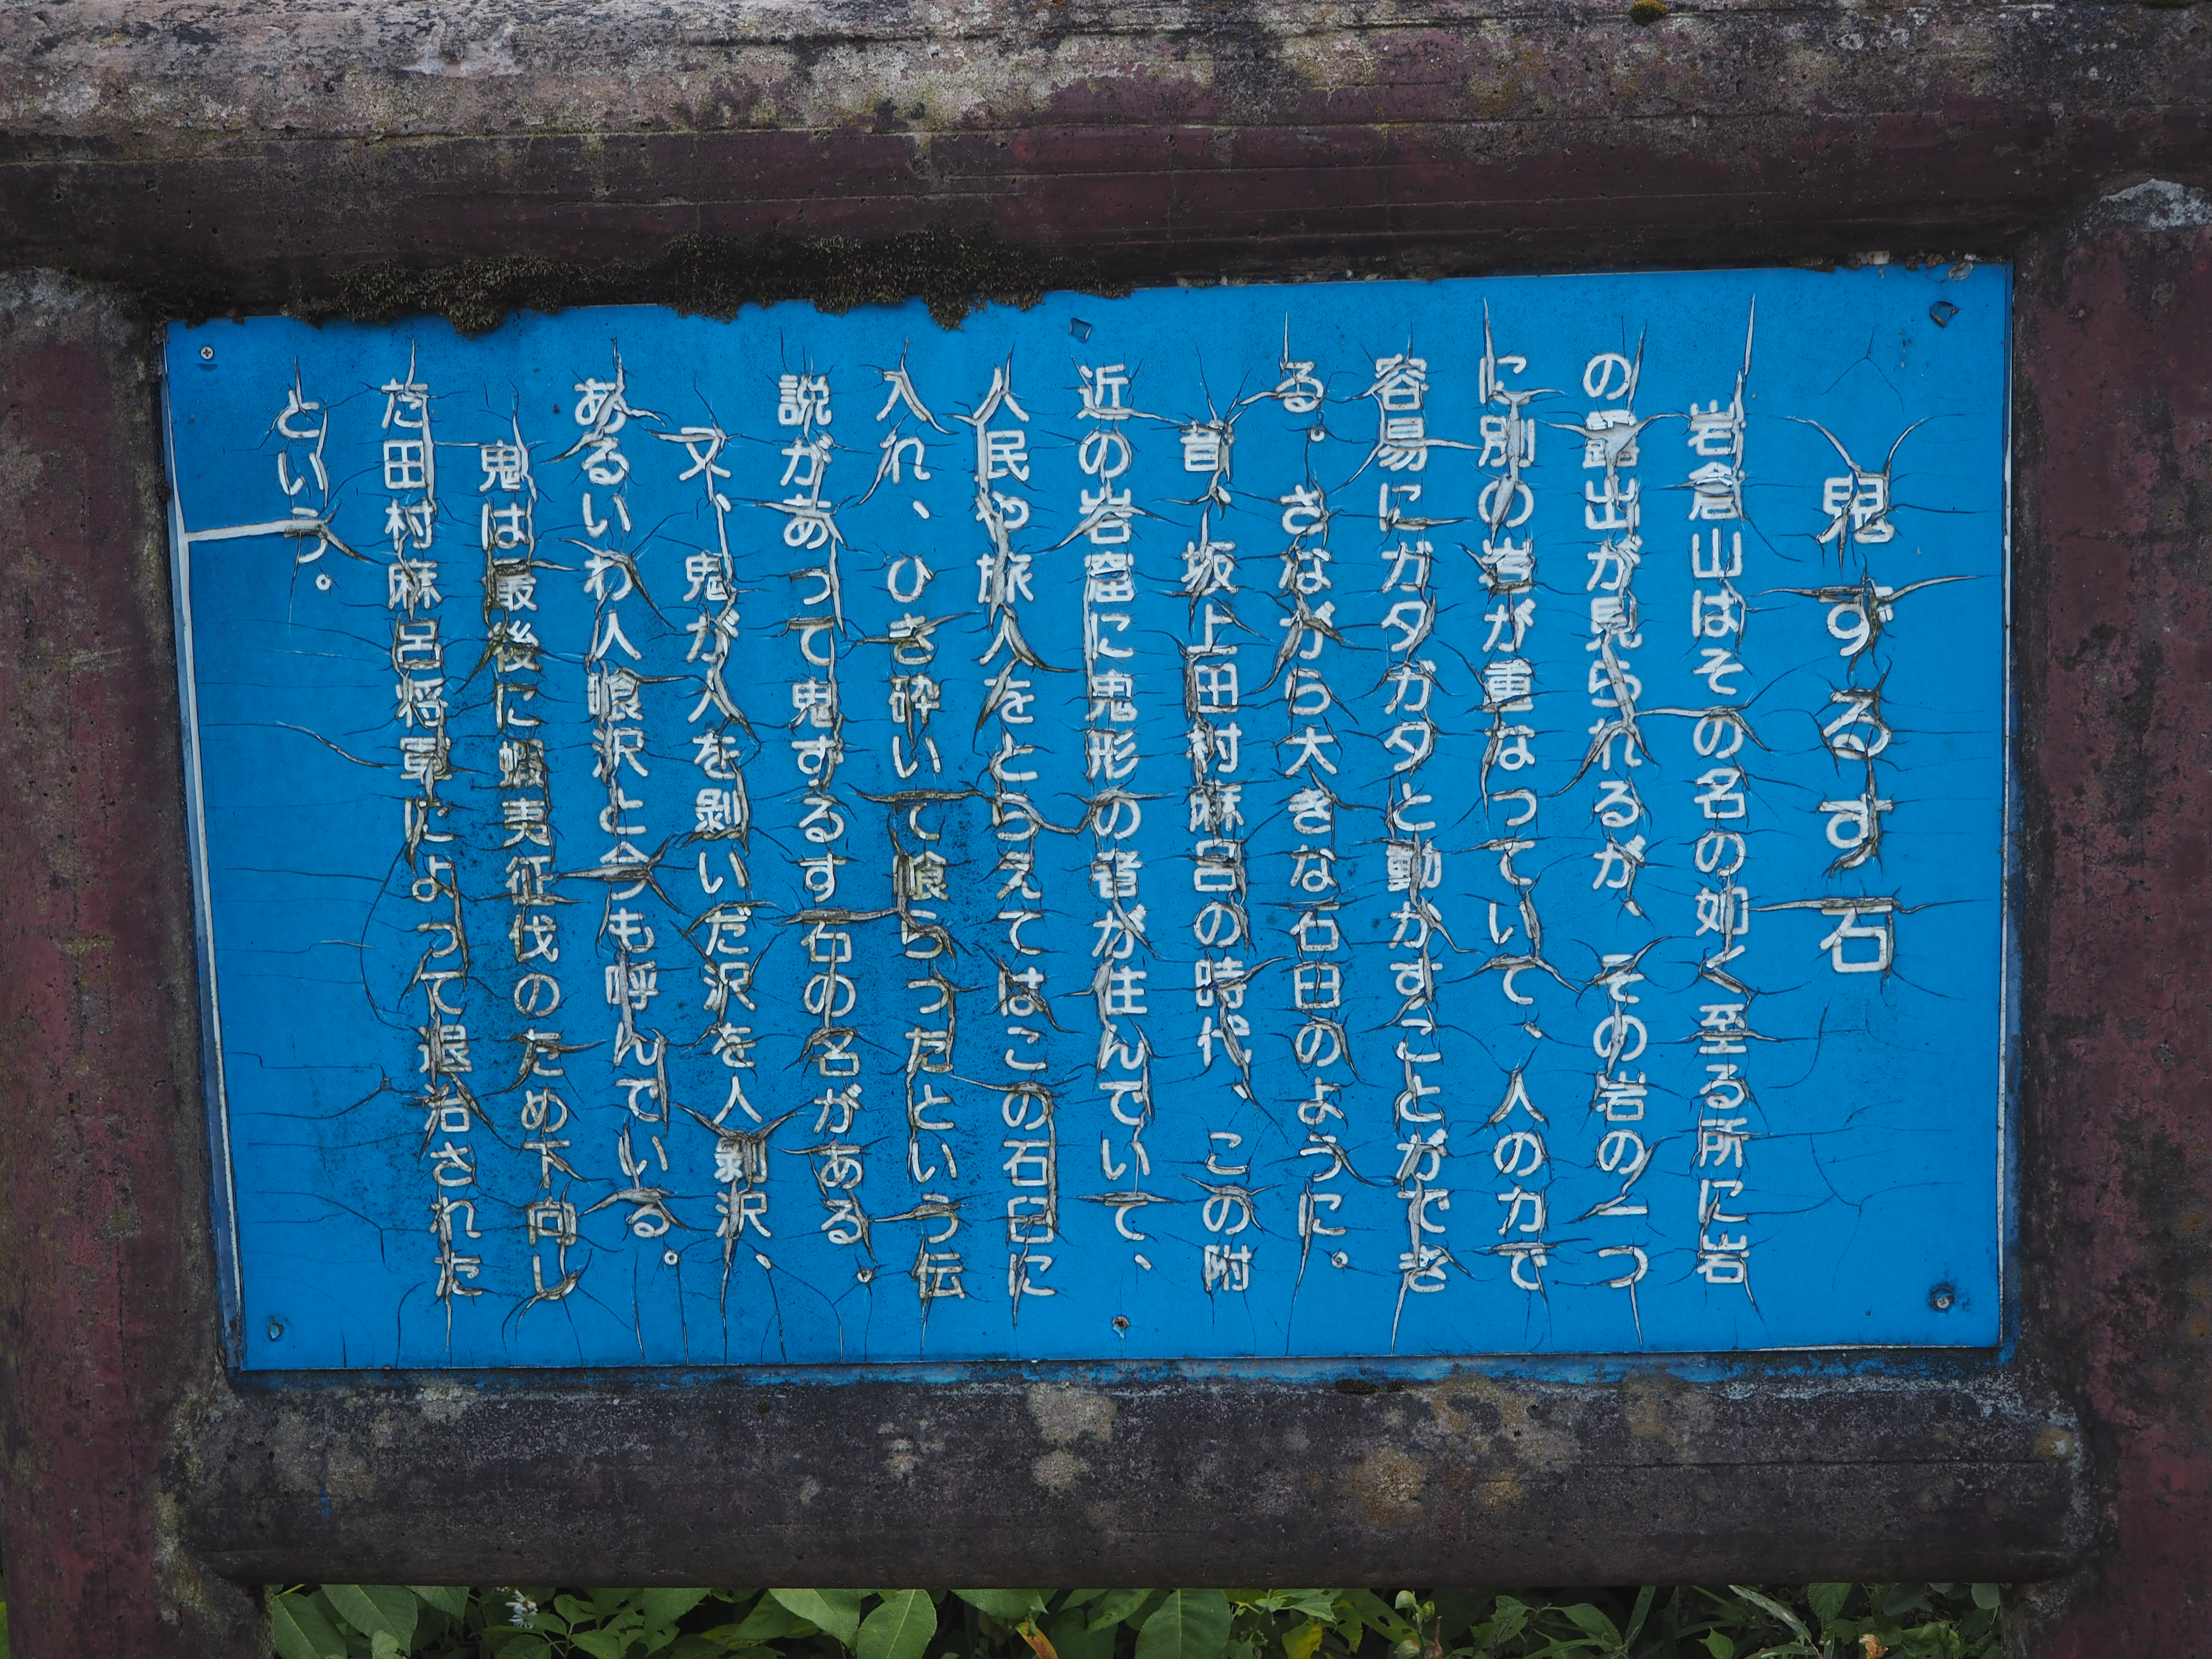 鬼ずるす石
岩倉山はその名の如く至る所に岩
の露出が見られるが、その岩の一つ
に別の岩が重なっていて、人の力で
容易にガタガタと動かすことができ
る。さながら大きな石臼のように。
昔、坂上田村麻呂の時代、この附
近の岩窟に鬼形の者が住んでいて、
人民や旅人をとらえてはこの石臼に
入れ、ひき砕いて喰らったという伝
説があって鬼ずるす石の名がある。
又、鬼が人を剝いだ沢を人剝沢、
あるいわ人喰沢と今も呼んでいる。
鬼は最後に蝦夷征伐のため下向し
た田村麻呂将軍によって退治された
という。